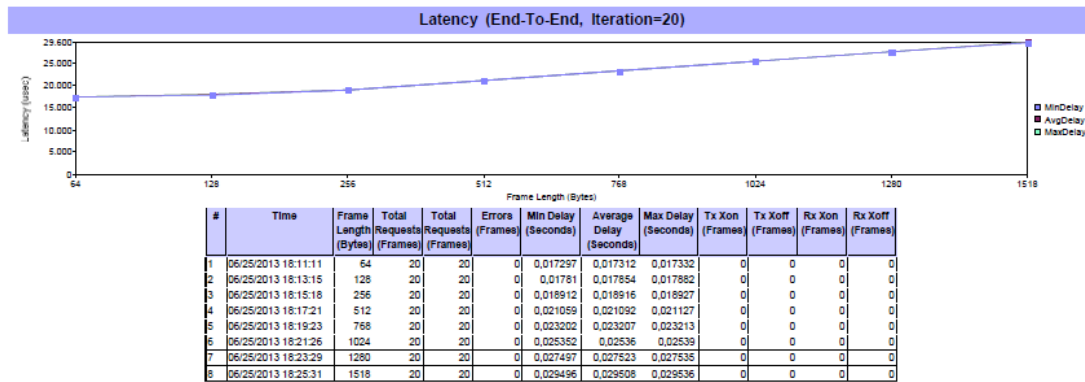 Latency (End-To-End, Iteration=20)
29.600
25.000
20.000
15.000
10.000
5.000
0
Latency (usecs)
64 128 256 512 768 1024 1280 1518
Frame Length (Bytes)
MinDelay
AvgDelay
MaxDelay
# Time Frame Length (Bytes) Total Requests (Frames) Total Requests (Frames) Errors (Frames) Min Delay (Seconds) Average Delay (Seconds) Max Delay (Seconds) Tx Xon (Frames) Tx Xoff (Frames) Rx Xon (Frames) Rx Xoff (Frames)
1 06/25/2013 18:11:11 64 20 20 0 0,017297 0,017312 0,017332 0 0 0 0
2 06/25/2013 18:13:15 128 20 20 0 0,01781 0,017854 0,017882 0 0 0 0
3 06/25/2013 18:15:18 256 20 20 0 0,018912 0,018916 0,018927 0 0 0 0
4 06/25/2013 18:17:21 512 20 20 0 0,021059 0,021092 0,021127 0 0 0 0
5 06/25/2013 18:19:23 768 20 20 0 0,023202 0,023207 0,023213 0 0 0 0
6 06/25/2013 18:21:26 1024 20 20 0 0,025352 0,02536 0,02539 0 0 0 0
7 06/25/2013 18:23:29 1280 20 20 0 0,027497 0,027523 0,027535 0 0 0 0
8 06/25/2013 18:25:31 1518 20 20 0 0,029496 0,029508 0,029536 0 0 0 0